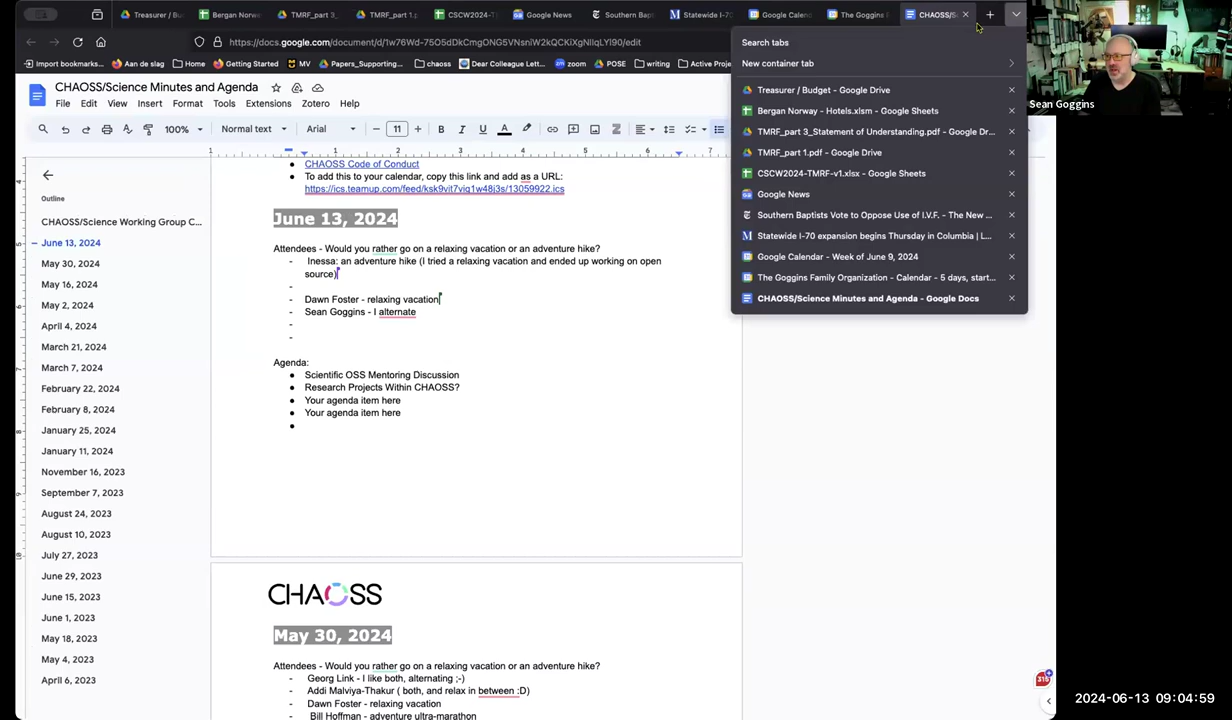 Treasurer / Bu
Bergan Norwa
TMRF_part 3_
TMRF_part 1.p
CSCW2024-T
Google News
Southern Bapt
Statewide I-70
Google Calen
The Goggins
CHAOSS/S
https://docs.google.com/document/d/1w76Wd-75O5dDkCmgONG5VNsniW2kQCKiXgNIlqLYI90/edit
Import bookmarks...
Aan de slag
Home
Getting Started
MV
Papers_Supporting...
chaoss
Dear Colleague Let...
zoom
POSE
writing
Active Proje
Search tabs
New container tab
Treasurer / Budget - Google Drive
Bergan Norway - Hotels.xlsm - Google Sheets
TMRF_part 3_Statement of Understanding.pdf - Google Dr...
TMRF_part 1.pdf - Google Drive
CSCW2024-TMRF-v1.xlsx - Google Sheets
Google News
Southern Baptists Vote to Oppose Use of I.V.F. - The New ...
Statewide I-70 expansion begins Thursday in Columbia | L...
Google Calendar - Week of June 9, 2024
The Goggins Family Organization - Calendar - 5 days, start...
CHAOSS/Science Minutes and Agenda - Google Docs
Sean Goggins
CHAOSS/Science Minutes and Agenda
File Edit View Insert Format Tools Extensions Zotero Help
100% Normal text Arial 11 B I U A
1 1 2 3 4 5 6 7
Outline
CHAOSS/Science Working Group C...
June 13, 2024
May 30, 2024
May 16, 2024
May 2, 2024
April 4, 2024
March 21, 2024
March 7, 2024
February 22, 2024
February 8, 2024
January 25, 2024
January 11, 2024
November 16, 2023
September 7, 2023
August 24, 2023
August 10, 2023
July 27, 2023
June 29, 2023
June 15, 2023
June 1, 2023
May 18, 2023
May 4, 2023
April 6, 2023
● CHAOSS Code of Conduct
● To add this to your calendar, copy this link and add as a URL:
https://ics.teamup.com/feed/ksk9vit7viq1w48j3s/13059922.ics
June 13, 2024
Attendees - Would you rather go on a relaxing vacation or an adventure hike?
- Inessa: an adventure hike (I tried a relaxing vacation and ended up working on open
source)
-
- Dawn Foster - relaxing vacation
- Sean Goggins - I alternate
-
-
Agenda:
● Scientific OSS Mentoring Discussion
● Research Projects Within CHAOSS?
● Your agenda item here
● Your agenda item here
●
CHAOSS
May 30, 2024
Attendees - Would you rather go on a relaxing vacation or an adventure hike?
- Georg Link - I like both, alternating ;-)
- Addi Malviya-Thakur ( both, and relax in between :D)
- Dawn Foster - relaxing vacation
- Bill Hoffman - adventure ultra-marathon
315
2024-06-13 09:04:59